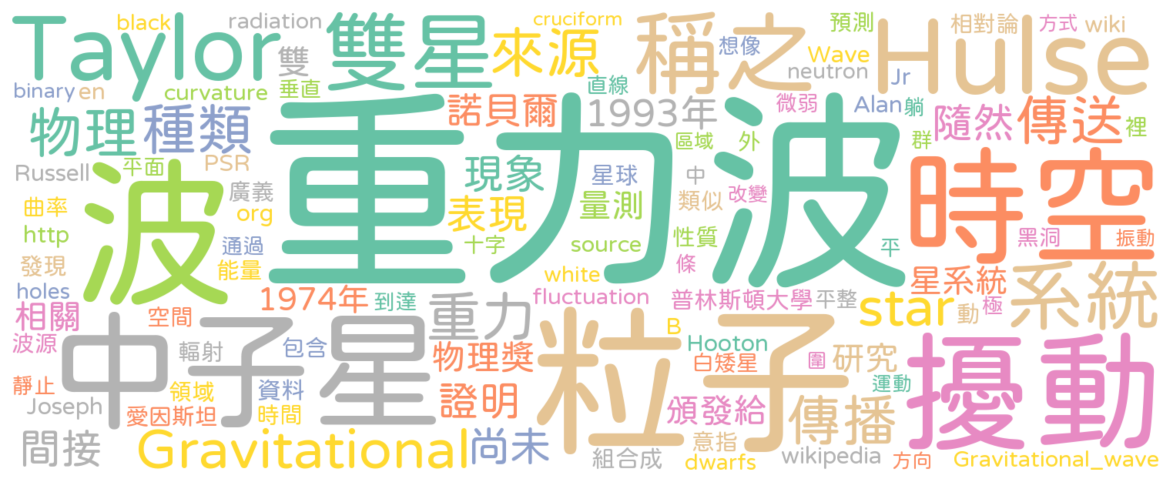 black
radiation
cruciform
預測
相對論
方式
wiki
Taylor
雙星
來源
稱之
Hulse
雙
想像
Wave
neutron
Jr
binary
en
curvature
垂直
直線
微弱
Alan
躺
物理
種類
諾貝爾
1993年
隨然
傳送
重力波
區域
外
群
裡
平面
PSR
現象
星球
中
Russell
廣義
波
時空
曲率
org
表現
量測
類似
改變
http
通過
十字
source
性質
平
黑洞
振動
發現
能量
white
條
星系統
holes
1974年
到達
fluctuation
普林斯頓大學
平整
star
動
極
系統
相關
空間
重力
B
波源
中子星
輻射
包含
物理獎
粒子
Hooton
白矮星
圍
研究
擾動
靜止
領域
資料
證明
運動
Joseph
愛因斯坦
時間
頒發給
傳播
間接
Gravitational
尚未
組合成
意指
dwarfs
wikipedia
方向
Gravitational_wave